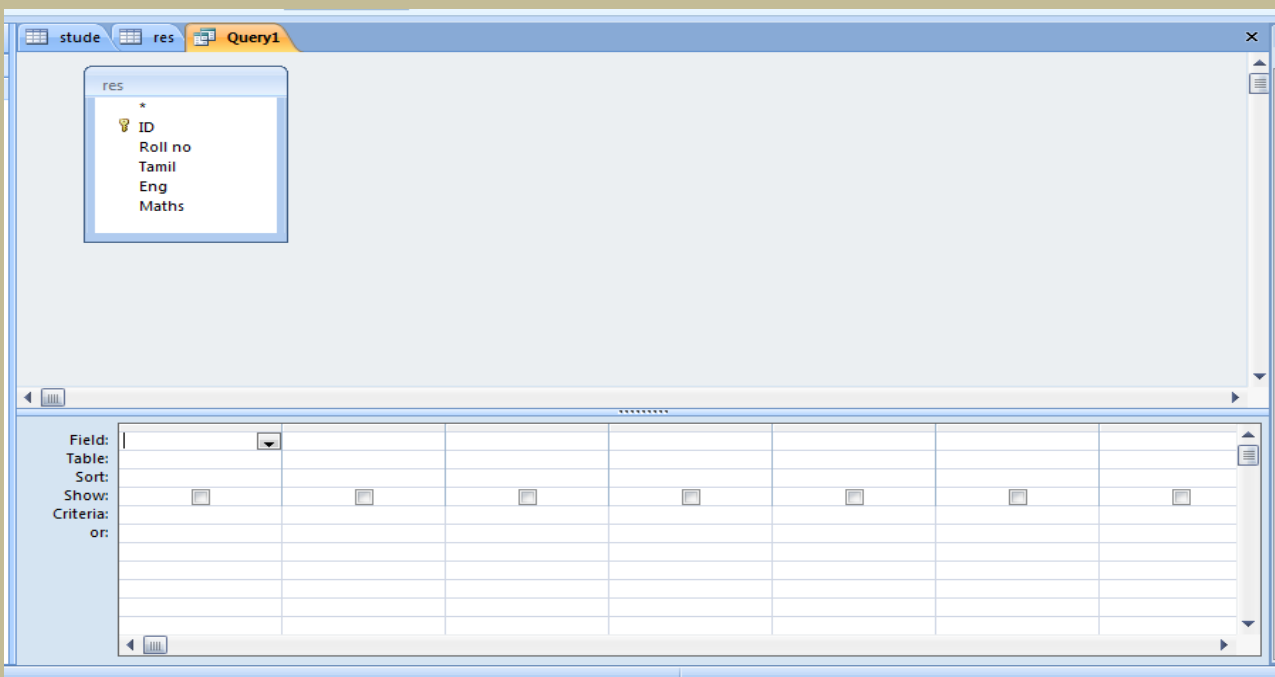 stude res Query1
res
*
ID
Roll no
Tamil
Eng
Maths
Field:
Table:
Sort:
Show:
Criteria:
or: